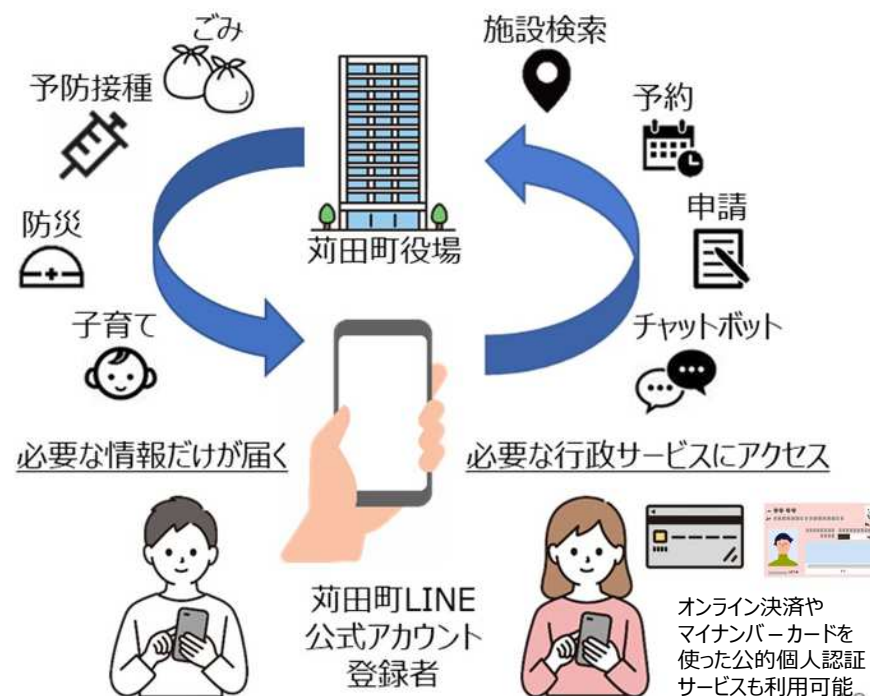 ごみ
予防接種
防災
子育て
施設検索
予約
申請
チャットボット
苅田町役場
必要な情報だけが届く
必要な行政サービスにアクセス
苅田町LINE
公式アカウント
登録者
オンライン決済や
マイナンバーカードを
使った公的個人認証
サービスも利用可能。